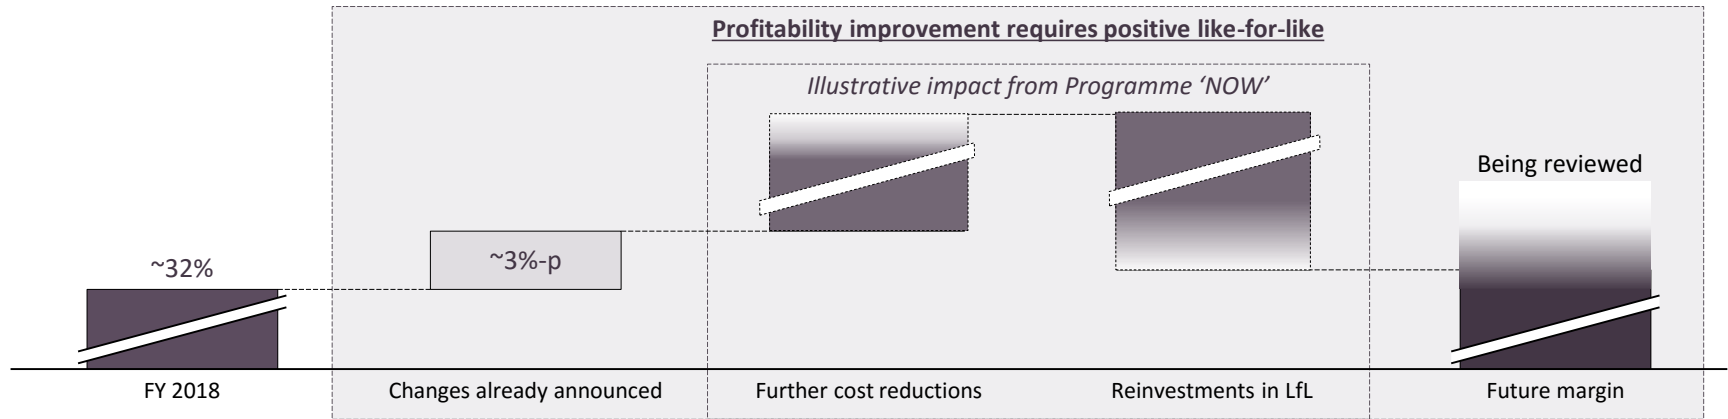 Profitability improvement requires positive like-for-like
Illustrative impact from Programme ‘NOW’
Being reviewed
~32%
~3%-p
FY 2018
Changes already announced
Further cost reductions
Reinvestments in LfL
Future margin